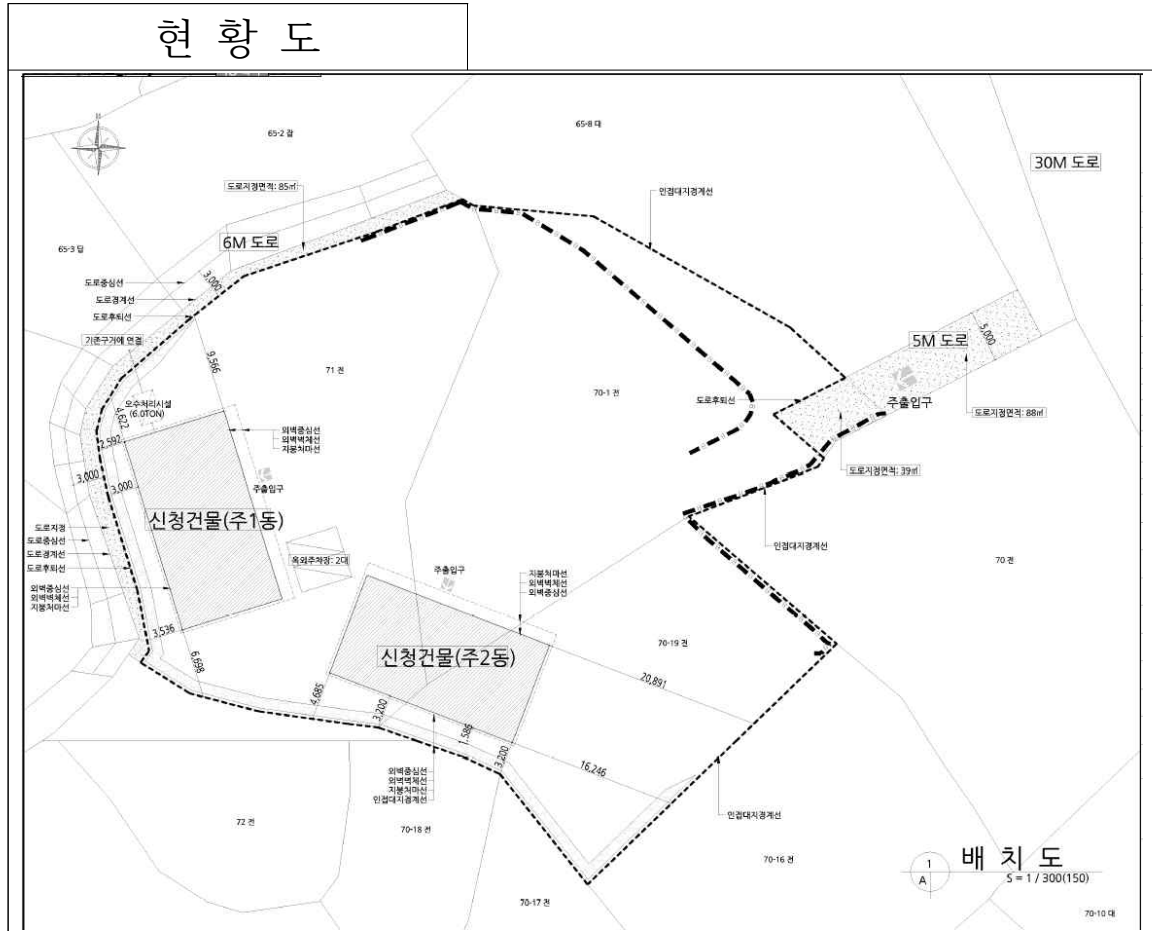 현 황 도
N
65-2 잡
65-8 대
30M 도로
도로지정면적: 85㎡
인접대지경계선
65-3 답
6M 도로
3,000
도로중심선
도로경계선
도로후퇴선
기존구거에 연결
9,566
71 전
70-1 전
5M 도로
5,000
주출입구
도로후퇴선
도로지정면적: 88㎡
도로지정면적: 39㎡
오수처리시설
(6.0TON)
4,622
2,592
외벽중심선
외벽벽체선
지붕처마선
3,000
3,000
주출입구
신청건물(주1동)
도로지정
도로중심선
도로경계선
도로후퇴선
외벽중심선
외벽벽체선
지붕처마선
옥외주차장: 2대
주출입구
지붕처마선
외벽벽체선
외벽중심선
인접대지경계선
70 전
3,536
6,698
신청건물(주2동)
70-19 전
20,891
4,685
3,200
1,586
3,200
16,246
외벽중심선
외벽벽체선
지붕처마선
인접대지경계선
인접대지경계선
72 전
70-18 전
70-17 전
70-16 전
70-10 대
1
A
배 치 도
S = 1 / 300(150)